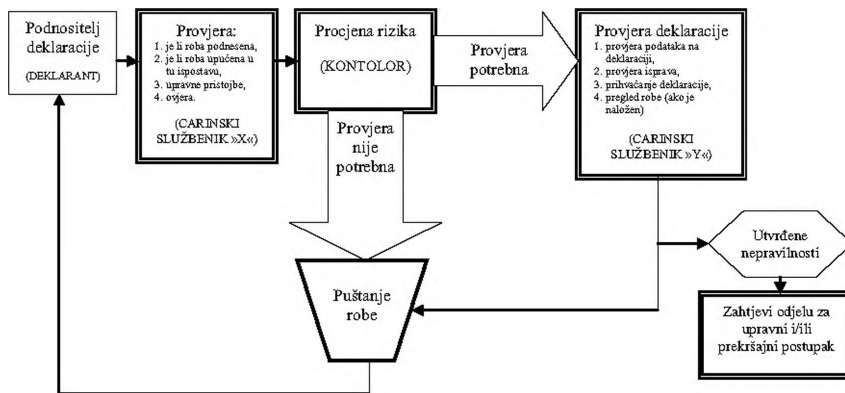 Podnositelj
deklaracije
(DEKLARANT)
Provjera:
1. je li roba podnesena,
2. je li roba upućena u
tu ispostavu,
3. upravne pristojbe,
4. ovjera.
(CARINSKI
SLUŽBENIK »X«)
Procjena rizika
(KONTOLOR)
Provjera
potrebna
Provjera deklaracije
1. provjera podataka na
deklaraciji,
2. provjera isprava,
3. prihvaćanje deklaracije,
4. pregled robe (ako je
naložen)
(CARINSKI
SLUŽBENIK »Y«)
Provjera
nije
potrebna
Puštanje
robe
Utvrđene
nepravilnosti
Zahtjevi odjelu za
upravni i/ili
prekršajni postupak